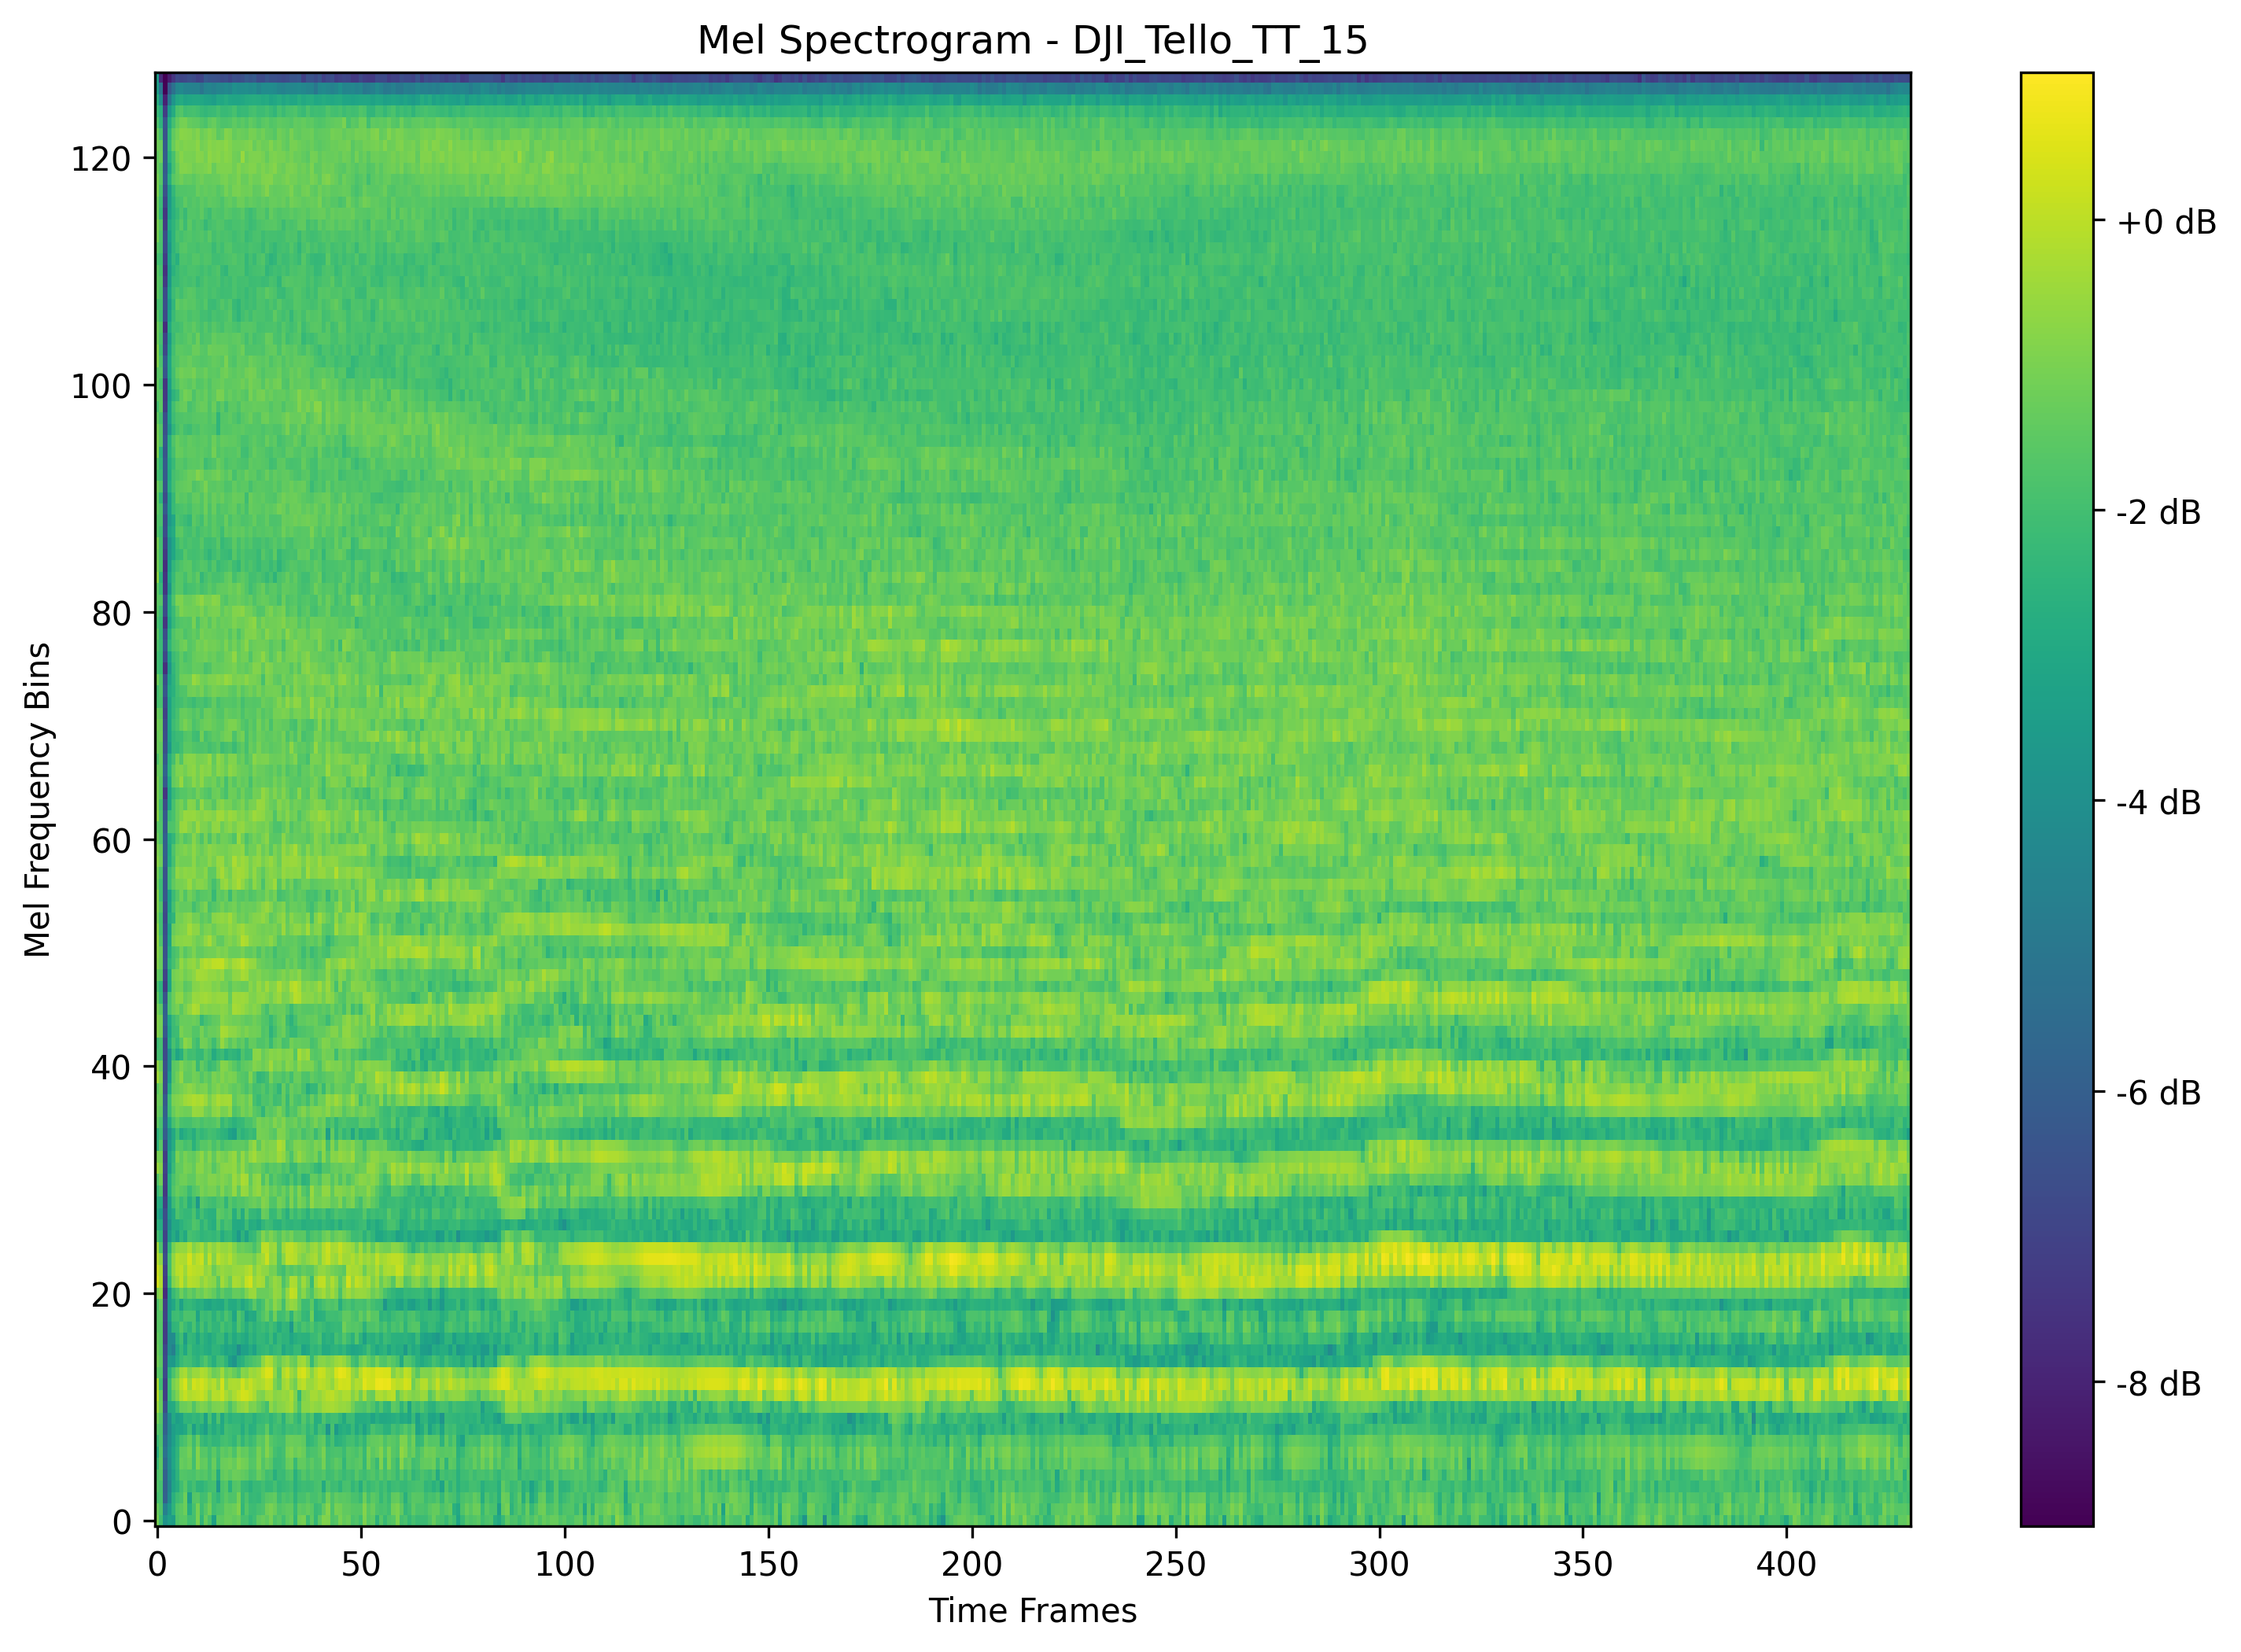 Mel Spectrogram - DJI_Tello_TT_15
Mel Frequency Bins
120
100
80
60
40
20
0
0 50 100 150 200 250 300 350 400
Time Frames
+0 dB
-2 dB
-4 dB
-6 dB
-8 dB